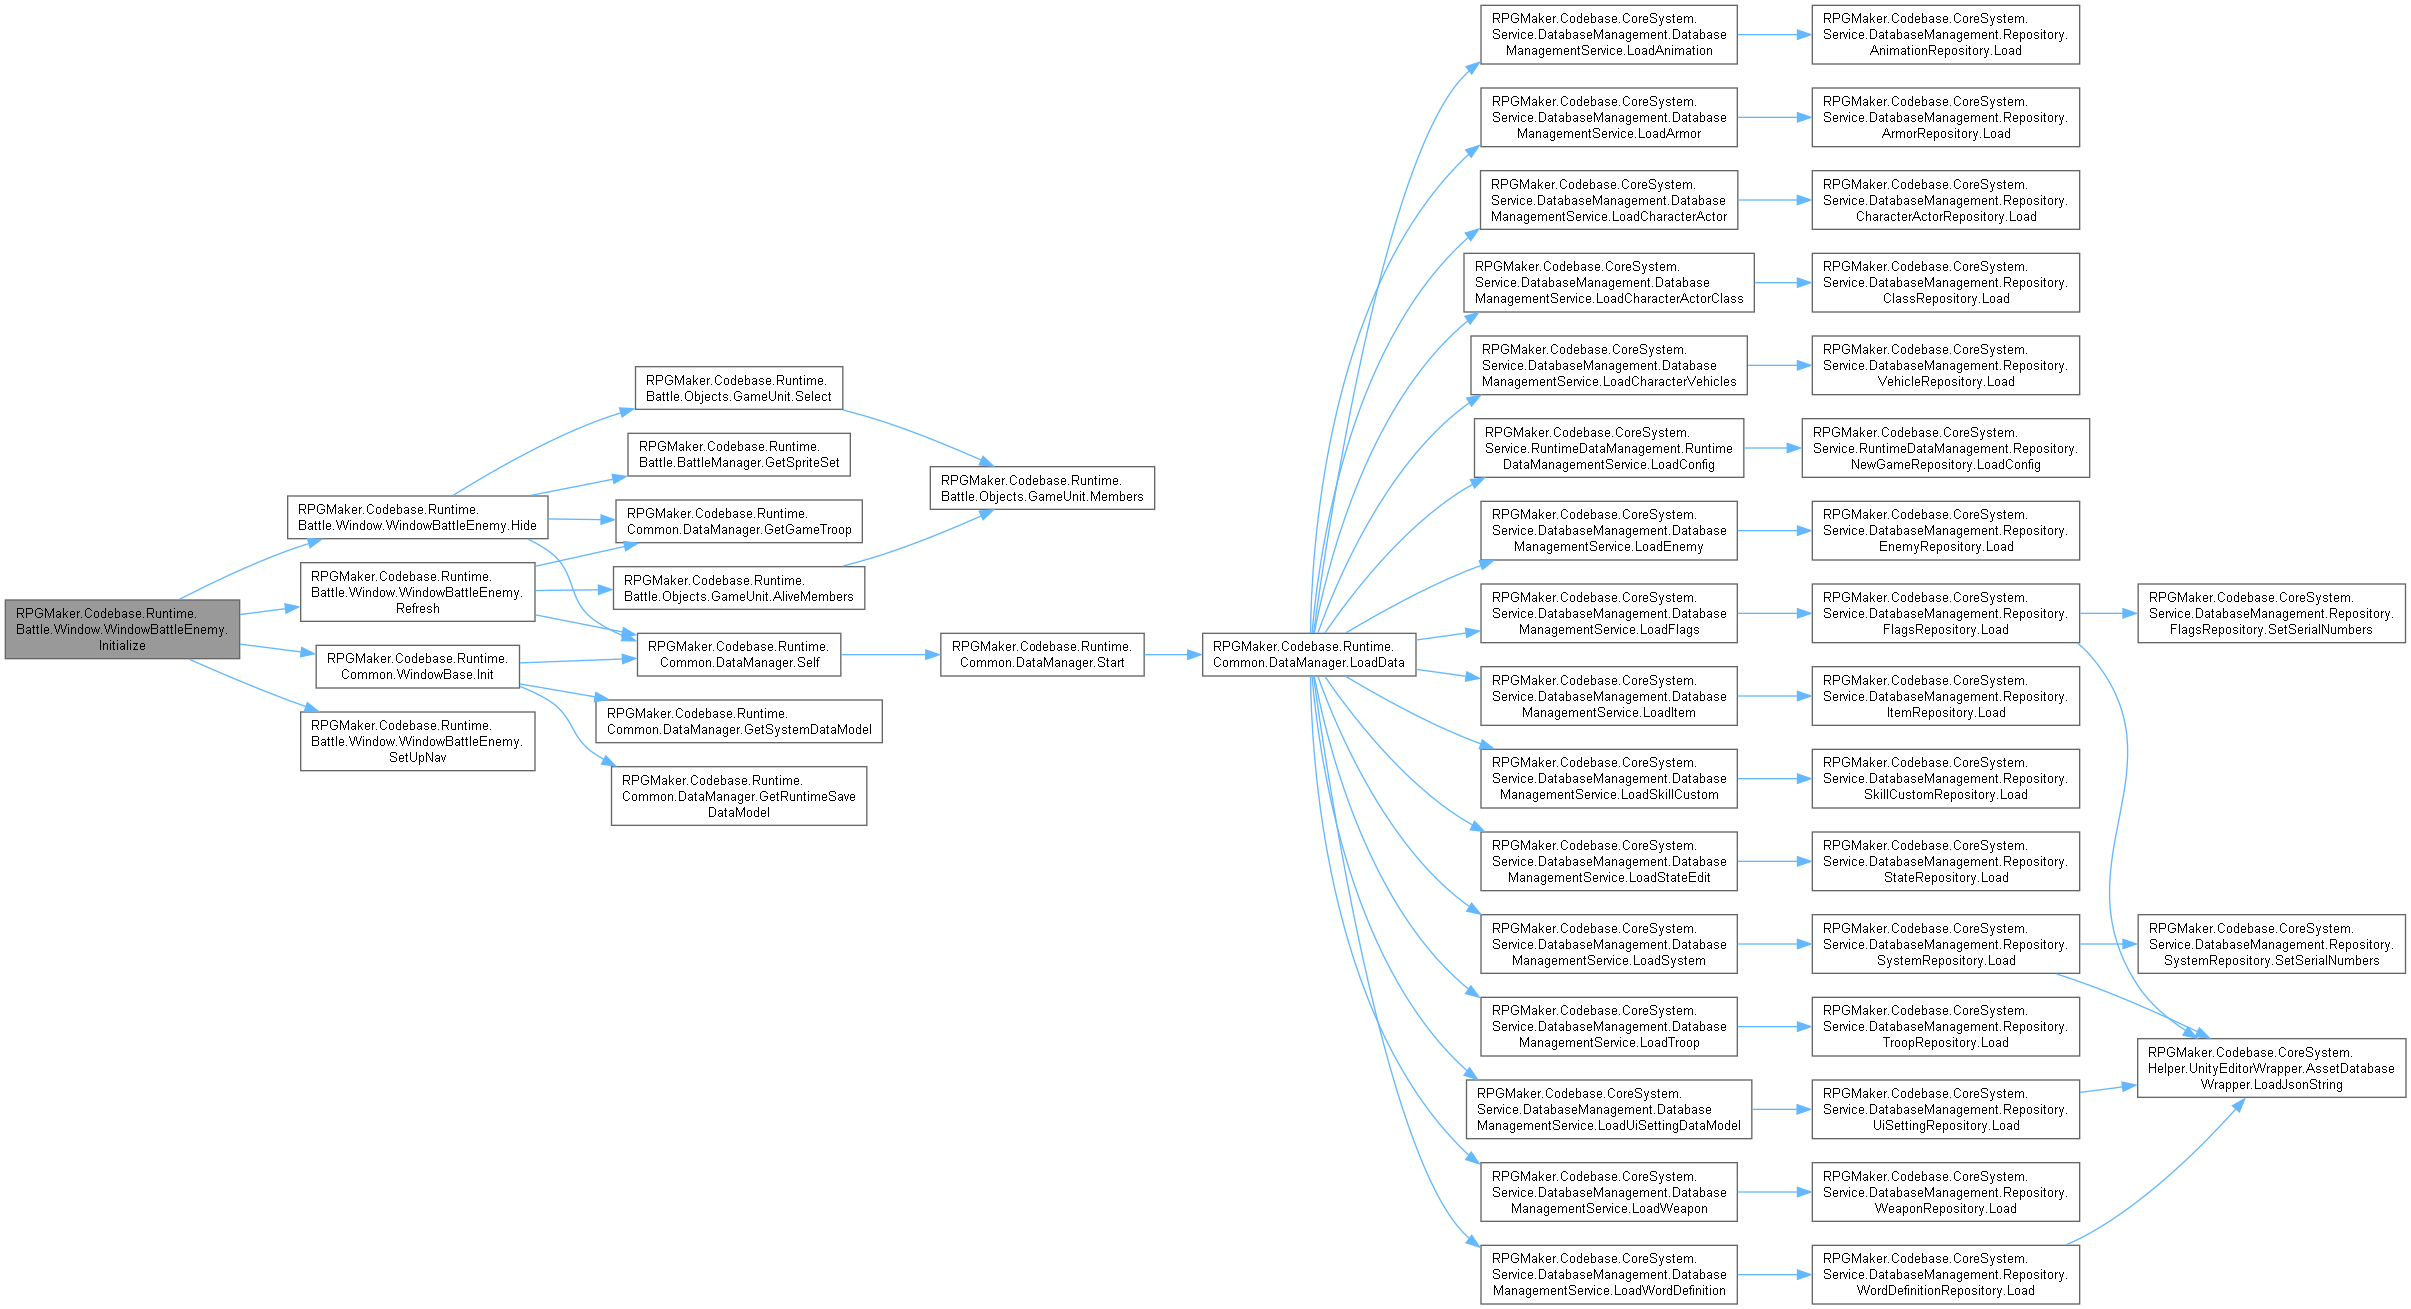 RPGMaker.Codebase.Runtime.
Battle.Window.WindowBattleEnemy.
Initialize
RPGMaker.Codebase.Runtime.
Battle.Window.WindowBattleEnemy.Hide
RPGMaker.Codebase.Runtime.
Battle.Window.WindowBattleEnemy.
Refresh
RPGMaker.Codebase.Runtime.
Common.WindowBase.Init
RPGMaker.Codebase.Runtime.
Battle.Window.WindowBattleEnemy.
SetUpNav
RPGMaker.Codebase.Runtime.
Battle.Objects.GameUnit.Select
RPGMaker.Codebase.Runtime.
Battle.BattleManager.GetSpriteSet
RPGMaker.Codebase.Runtime.
Common.DataManager.GetGameTroop
RPGMaker.Codebase.Runtime.
Battle.Objects.GameUnit.AliveMembers
RPGMaker.Codebase.Runtime.
Common.DataManager.Self
RPGMaker.Codebase.Runtime.
Common.DataManager.GetSystemDataModel
RPGMaker.Codebase.Runtime.
Common.DataManager.GetRuntimeSave
DataModel
RPGMaker.Codebase.Runtime.
Battle.Objects.GameUnit.Members
RPGMaker.Codebase.Runtime.
Common.DataManager.Start
RPGMaker.Codebase.Runtime.
Common.DataManager.LoadData
RPGMaker.Codebase.CoreSystem.
Service.DatabaseManagement.Database
ManagementService.LoadAnimation
RPGMaker.Codebase.CoreSystem.
Service.DatabaseManagement.Database
ManagementService.LoadArmor
RPGMaker.Codebase.CoreSystem.
Service.DatabaseManagement.Database
ManagementService.LoadCharacterActor
RPGMaker.Codebase.CoreSystem.
Service.DatabaseManagement.Database
ManagementService.LoadCharacterActorClass
RPGMaker.Codebase.CoreSystem.
Service.DatabaseManagement.Database
ManagementService.LoadCharacterVehicles
RPGMaker.Codebase.CoreSystem.
Service.RuntimeDataManagement.Runtime
DataManagementService.LoadConfig
RPGMaker.Codebase.CoreSystem.
Service.DatabaseManagement.Database
ManagementService.LoadEnemy
RPGMaker.Codebase.CoreSystem.
Service.DatabaseManagement.Database
ManagementService.LoadFlags
RPGMaker.Codebase.CoreSystem.
Service.DatabaseManagement.Database
ManagementService.LoadItem
RPGMaker.Codebase.CoreSystem.
Service.DatabaseManagement.Database
ManagementService.LoadSkillCustom
RPGMaker.Codebase.CoreSystem.
Service.DatabaseManagement.Database
ManagementService.LoadStateEdit
RPGMaker.Codebase.CoreSystem.
Service.DatabaseManagement.Database
ManagementService.LoadSystem
RPGMaker.Codebase.CoreSystem.
Service.DatabaseManagement.Database
ManagementService.LoadTroop
RPGMaker.Codebase.CoreSystem.
Service.DatabaseManagement.Database
ManagementService.LoadUiSettingDataModel
RPGMaker.Codebase.CoreSystem.
Service.DatabaseManagement.Database
ManagementService.LoadWeapon
RPGMaker.Codebase.CoreSystem.
Service.DatabaseManagement.Database
ManagementService.LoadWordDefinition
RPGMaker.Codebase.CoreSystem.
Service.DatabaseManagement.Repository.
AnimationRepository.Load
RPGMaker.Codebase.CoreSystem.
Service.DatabaseManagement.Repository.
ArmorRepository.Load
RPGMaker.Codebase.CoreSystem.
Service.DatabaseManagement.Repository.
CharacterActorRepository.Load
RPGMaker.Codebase.CoreSystem.
Service.DatabaseManagement.Repository.
ClassRepository.Load
RPGMaker.Codebase.CoreSystem.
Service.DatabaseManagement.Repository.
VehicleRepository.Load
RPGMaker.Codebase.CoreSystem.
Service.RuntimeDataManagement.Repository.
NewGameRepository.LoadConfig
RPGMaker.Codebase.CoreSystem.
Service.DatabaseManagement.Repository.
EnemyRepository.Load
RPGMaker.Codebase.CoreSystem.
Service.DatabaseManagement.Repository.
FlagsRepository.Load
RPGMaker.Codebase.CoreSystem.
Service.DatabaseManagement.Repository.
ItemRepository.Load
RPGMaker.Codebase.CoreSystem.
Service.DatabaseManagement.Repository.
SkillCustomRepository.Load
RPGMaker.Codebase.CoreSystem.
Service.DatabaseManagement.Repository.
StateRepository.Load
RPGMaker.Codebase.CoreSystem.
Service.DatabaseManagement.Repository.
SystemRepository.Load
RPGMaker.Codebase.CoreSystem.
Service.DatabaseManagement.Repository.
TroopRepository.Load
RPGMaker.Codebase.CoreSystem.
Service.DatabaseManagement.Repository.
UiSettingRepository.Load
RPGMaker.Codebase.CoreSystem.
Service.DatabaseManagement.Repository.
WeaponRepository.Load
RPGMaker.Codebase.CoreSystem.
Service.DatabaseManagement.Repository.
WordDefinitionRepository.Load
RPGMaker.Codebase.CoreSystem.
Service.DatabaseManagement.Repository.
FlagsRepository.SetSerialNumbers
RPGMaker.Codebase.CoreSystem.
Service.DatabaseManagement.Repository.
SystemRepository.SetSerialNumbers
RPGMaker.Codebase.CoreSystem.
Helper.UnityEditorWrapper.AssetDatabase
Wrapper.LoadJsonString